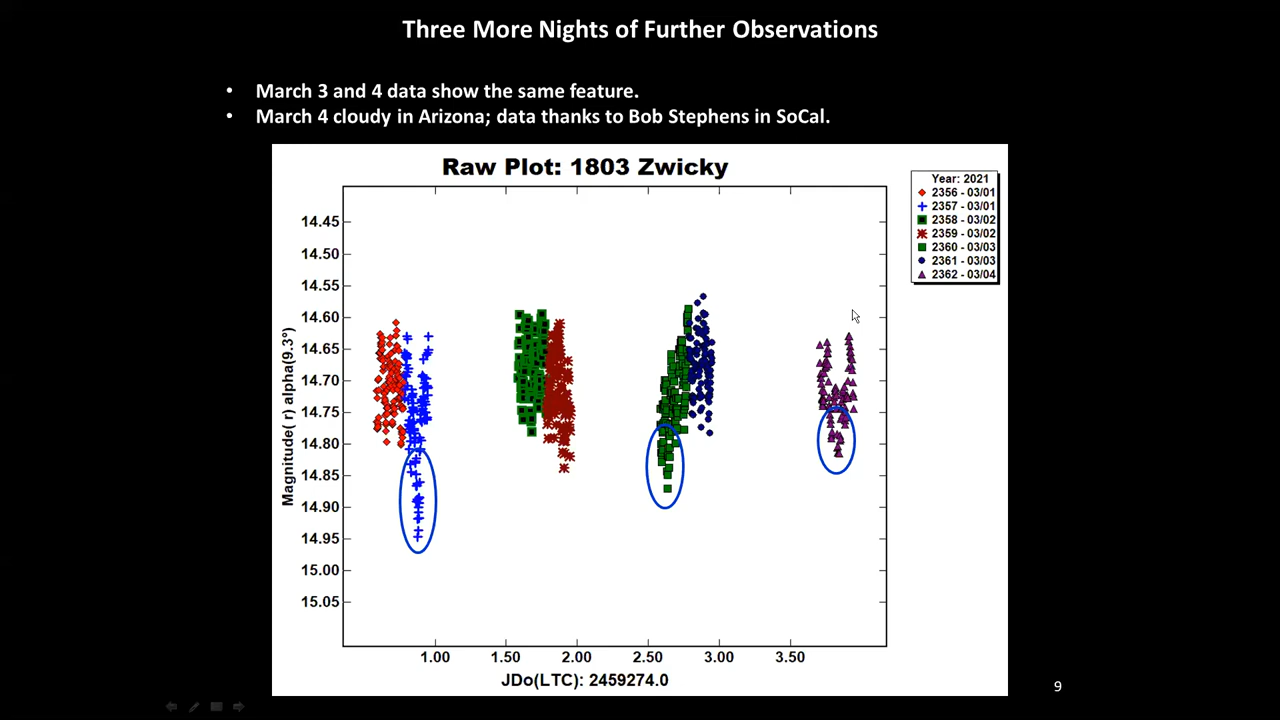 Three More Nights of Further Observations
• March 3 and 4 data show the same feature.
• March 4 cloudy in Arizona; data thanks to Bob Stephens in SoCal.
Raw Plot: 1803 Zwicky
Year: 2021
2356 - 03/01
2357 - 03/01
2358 - 03/02
2359 - 03/02
2360 - 03/03
2361 - 03/03
2362 - 03/04
Magnitude( r) alpha(9.3°)
14.45
14.50
14.55
14.60
14.65
14.70
14.75
14.80
14.85
14.90
14.95
15.00
15.05
1.00 1.50 2.00 2.50 3.00 3.50
JDo(LTC): 2459274.0
9